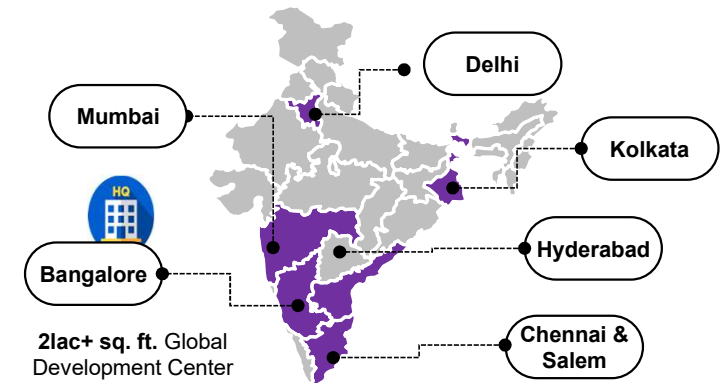 Delhi
Mumbai
Kolkata
HQ
Hyderabad
Bangalore
2lac+ sq. ft. Global
Development Center
Chennai &
Salem